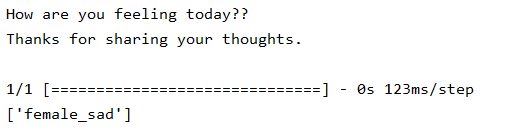 How are you feeling today??
Thanks for sharing your thoughts.
1/1 [==============================] - 0s 123ms/step
['female_sad']